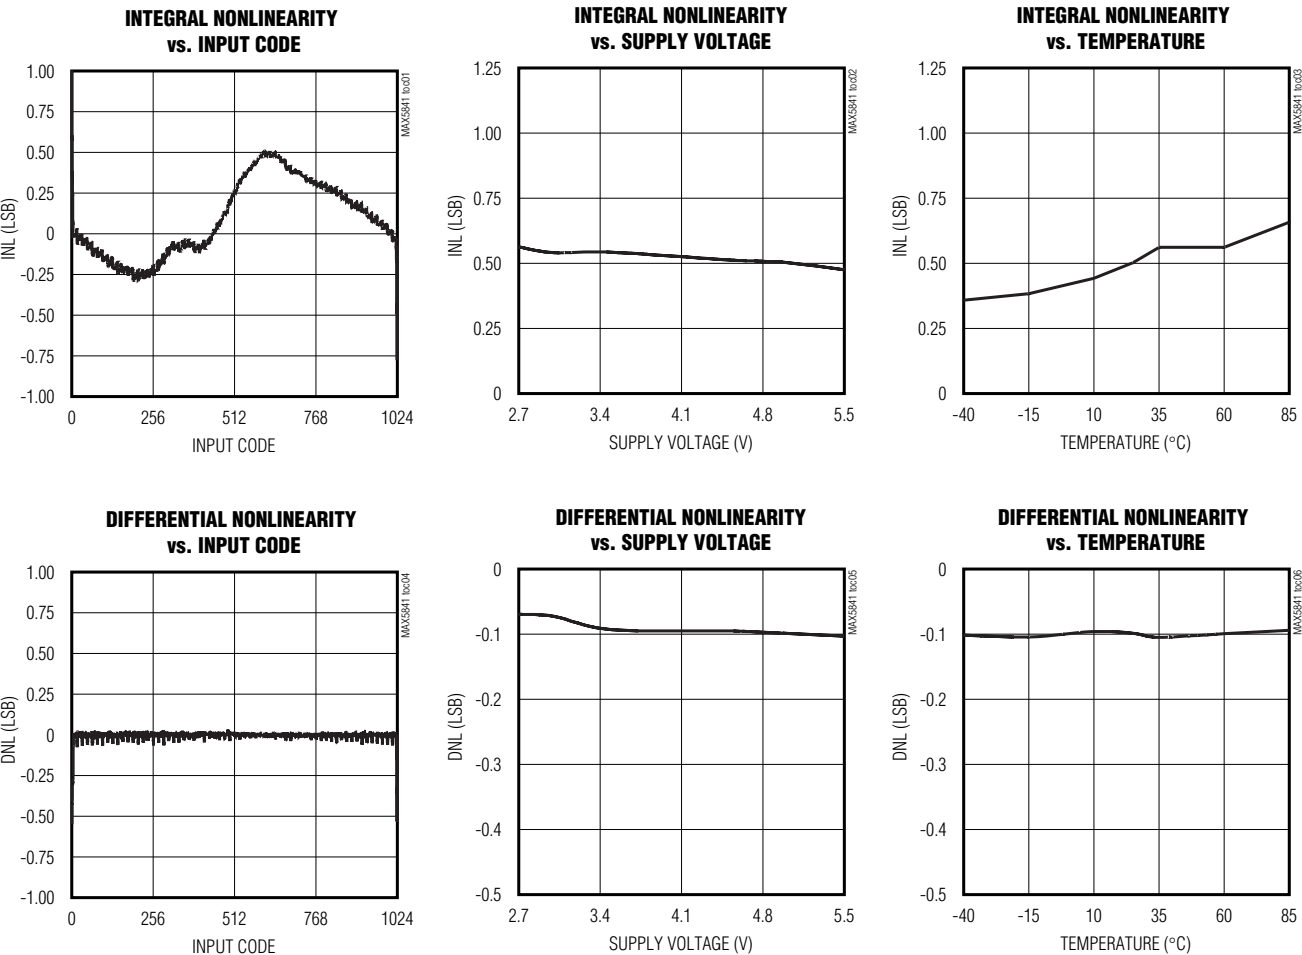 INTEGRAL NONLINEARITY
vs. INPUT CODE
1.00
0.75
0.50
0.25
0
-0.25
-0.50
-0.75
-1.00
INL (LSB)
0 256 512 768 1024
INPUT CODE
MAX5841 toc01
INTEGRAL NONLINEARITY
vs. SUPPLY VOLTAGE
1.25
1.00
0.75
0.50
0.25
0
INL (LSB)
2.7 3.4 4.1 4.8 5.5
SUPPLY VOLTAGE (V)
MAX5841 toc02
INTEGRAL NONLINEARITY
vs. TEMPERATURE
1.25
1.00
0.75
0.50
0.25
0
INL (LSB)
-40 -15 10 35 60 85
TEMPERATURE (°C)
MAX5841 toc03
DIFFERENTIAL NONLINEARITY
vs. INPUT CODE
1.00
0.75
0.50
0.25
0
-0.25
-0.50
-0.75
-1.00
DNL (LSB)
0 256 512 768 1024
INPUT CODE
MAX5841 toc04
DIFFERENTIAL NONLINEARITY
vs. SUPPLY VOLTAGE
0
-0.1
-0.2
-0.3
-0.4
-0.5
DNL (LSB)
2.7 3.4 4.1 4.8 5.5
SUPPLY VOLTAGE (V)
MAX5841 toc05
DIFFERENTIAL NONLINEARITY
vs. TEMPERATURE
0
-0.1
-0.2
-0.3
-0.4
-0.5
DNL (LSB)
-40 -15 10 35 60 85
TEMPERATURE (°C)
MAX5841 toc06